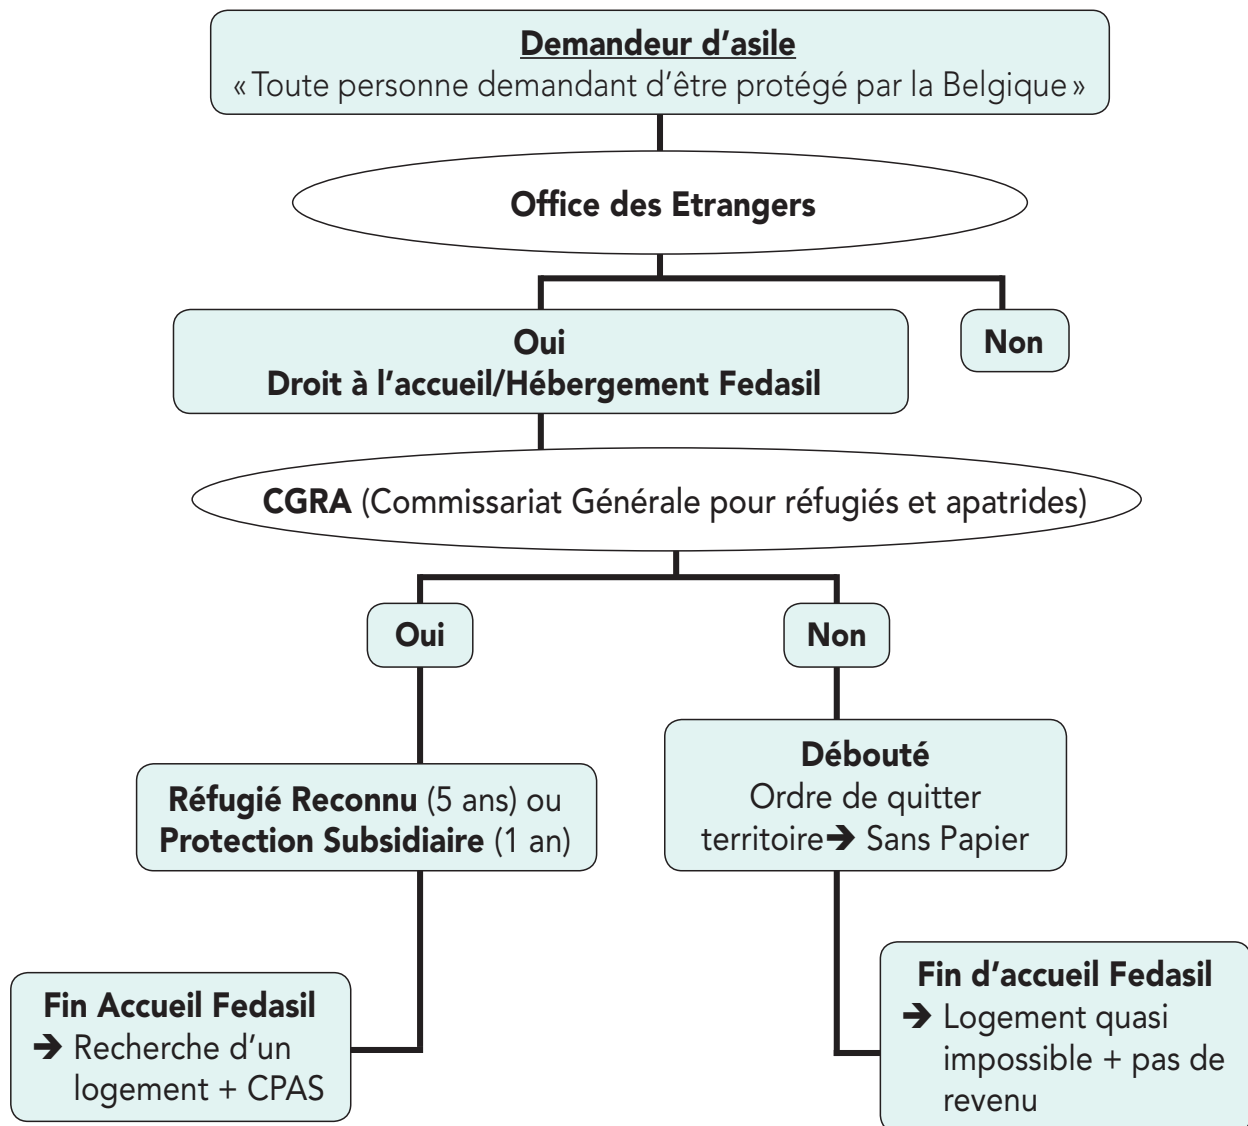 Demandeur d’asile
« Toute personne demandant d’être protégé par la Belgique »
Office des Etrangers
Oui
Droit à l’accueil/Hébergement Fedasil
Non
CGRA (Commissariat Générale pour réfugiés et apatrides)
Oui
Non
Réfugié Reconnu (5 ans) ou
Protection Subsidiaire (1 an)
Débouté
Ordre de quitter
territoire➔ Sans Papier
Fin Accueil Fedasil
➔ Recherche d’un
logement + CPAS
Fin d’accueil Fedasil
➔ Logement quasi
impossible + pas de
revenu